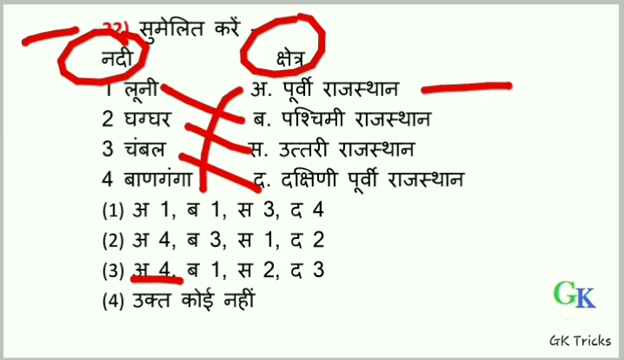 22) सुमेलित करें -
नदी क्षेत्र
1 लूनी अ. पूर्वी राजस्थान
2 घग्घर ब. पश्चिमी राजस्थान
3 चंबल स. उत्तरी राजस्थान
4 बाणगंगा द. दक्षिणी पूर्वी राजस्थान
(1) अ 1, ब 1, स 3, द 4
(2) अ 4, ब 3, स 1, द 2
(3) अ 4, ब 1, स 2, द 3
(4) उक्त कोई नहीं
GK
GK Tricks